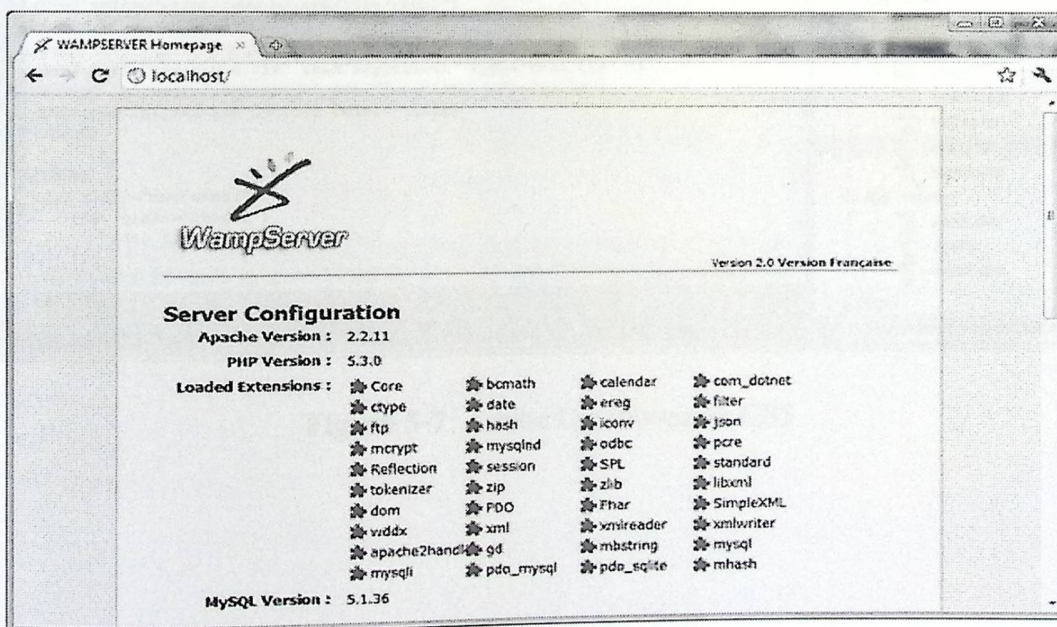 WAMPSERVER Homepage
localhost/
WampServer
Version 2.0 Version Française
Server Configuration
Apache Version : 2.2.11
PHP Version : 5.3.0
Loaded Extensions :
Core bcmath calendar com_dotnet
ctype date ereg filter
ftp hash iconv json
mcrypt mysqlnd odbc pcre
Reflection session SPL standard
tokenizer zip zlib libxml
dom PDO Phar SimpleXML
wddx xml xmlreader xmlwriter
apache2handl gd mbstring mysql
mysqli pdo_mysql pdo_sqlite mhash
MySQL Version : 5.1.36